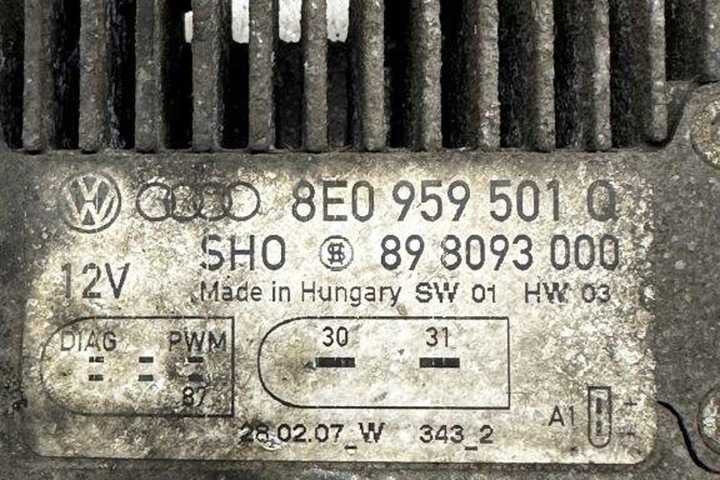 8E0 959 501 Q
SHO 89 8093 000
12V
Made in Hungary SW 01 HW 03
DIAG PWM 30 31
87
A1 + -
28.02.07_W 343_2